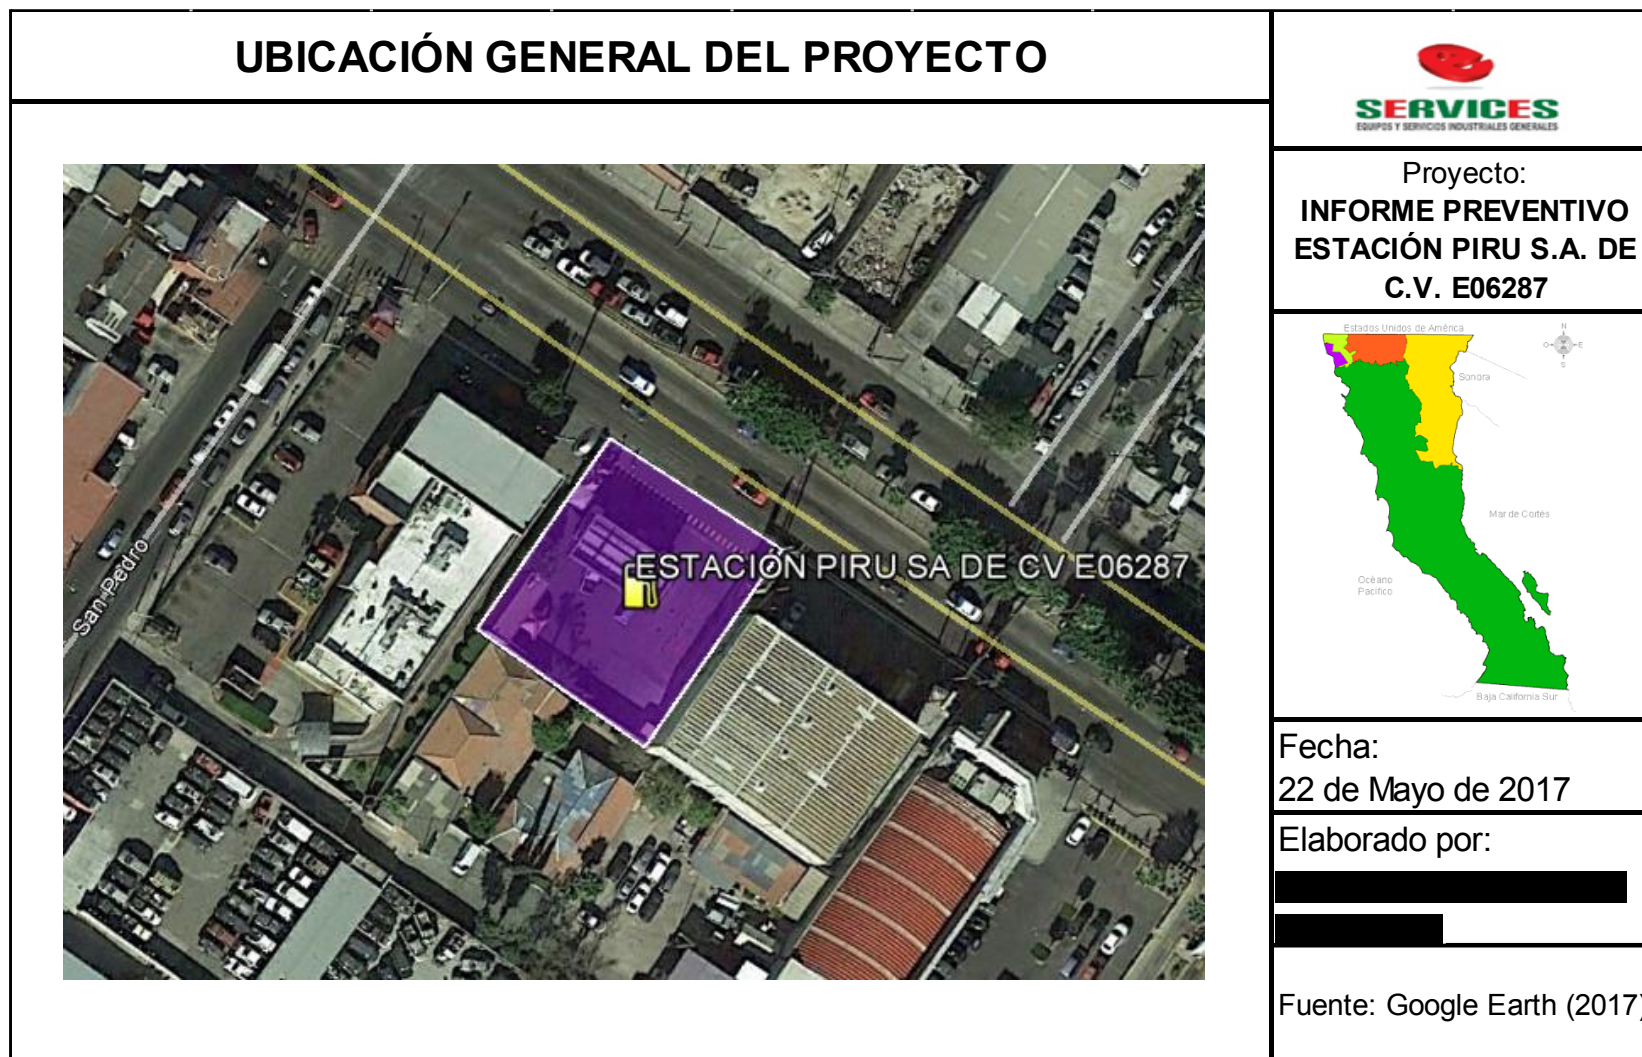 UBICACIÓN GENERAL DEL PROYECTO
SERVICES
EQUIPOS Y SERVICIOS INDUSTRIALES GENERALES
Proyecto:
INFORME PREVENTIVO
ESTACIÓN PIRU S.A. DE
C.V. E06287
San Pedro
ESTACIÓN PIRU SA DE CV E06287
Estados Unidos de América
N
O
E
S
Sonora
Mar de Cortés
Océano
Pacifico
Baja California Sur
Fecha:
22 de Mayo de 2017
Elaborado por:
Fuente: Google Earth (2017)